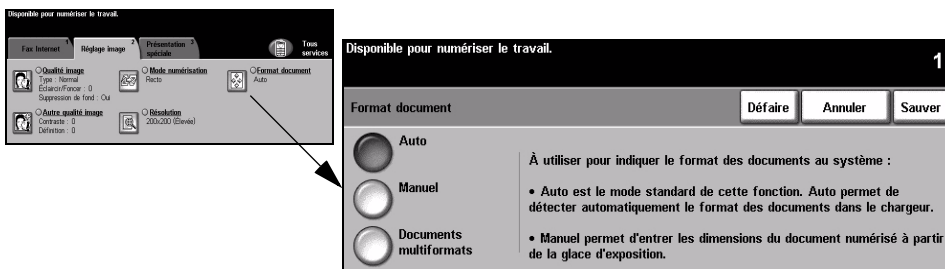 Disponible pour numériser le travail.
Fax Internet 1
Réglage image 2
Présentation spéciale 3
Tous services
Qualité image
Type : Normal
Éclaircir/Foncer : 0
Suppression de fond : Oui
Mode numérisation
Recto
Format document
Auto
Autre qualité image
Contraste : 0
Définition : 0
Résolution
200x200 (Élevée)
Disponible pour numériser le travail.
1
Format document
Défaire
Annuler
Sauver
Auto
Manuel
Documents
multiformats
À utiliser pour indiquer le format des documents au système :
• Auto est le mode standard de cette fonction. Auto permet de
détecter automatiquement le format des documents dans le chargeur.
• Manuel permet d'entrer les dimensions du document numérisé à partir
de la glace d'exposition.